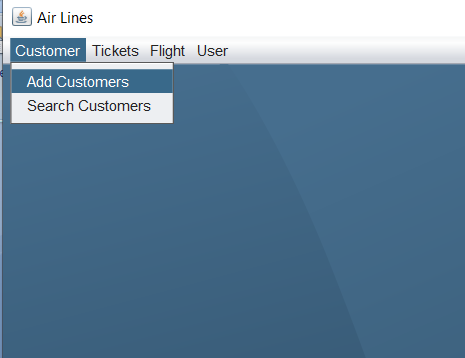 Air Lines
Customer Tickets Flight User
Add Customers
Search Customers